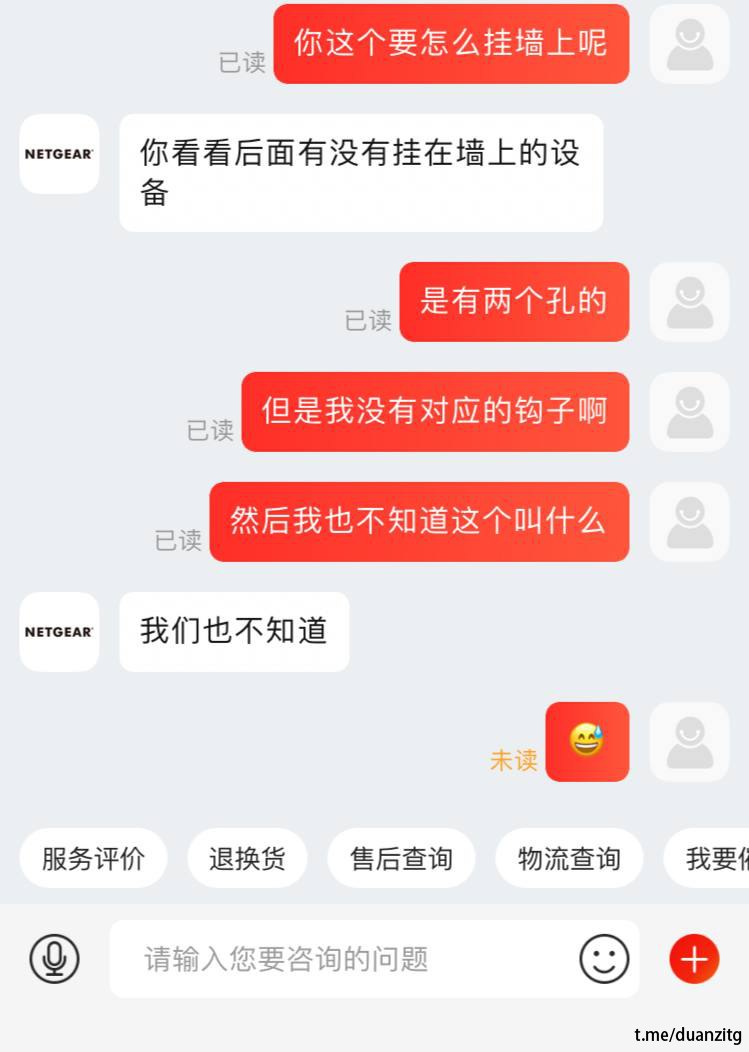 你这个要怎么挂墙上呢
已读
NETGEAR
你看看后面有没有挂在墙上的设
备
是有两个孔的
已读
但是我没有对应的钩子啊
已读
然后我也不知道这个叫什么
已读
NETGEAR
我们也不知道
😅
未读
服务评价
退换货
售后查询
物流查询
我要催
请输入您要咨询的问题
t.me/duanzitg